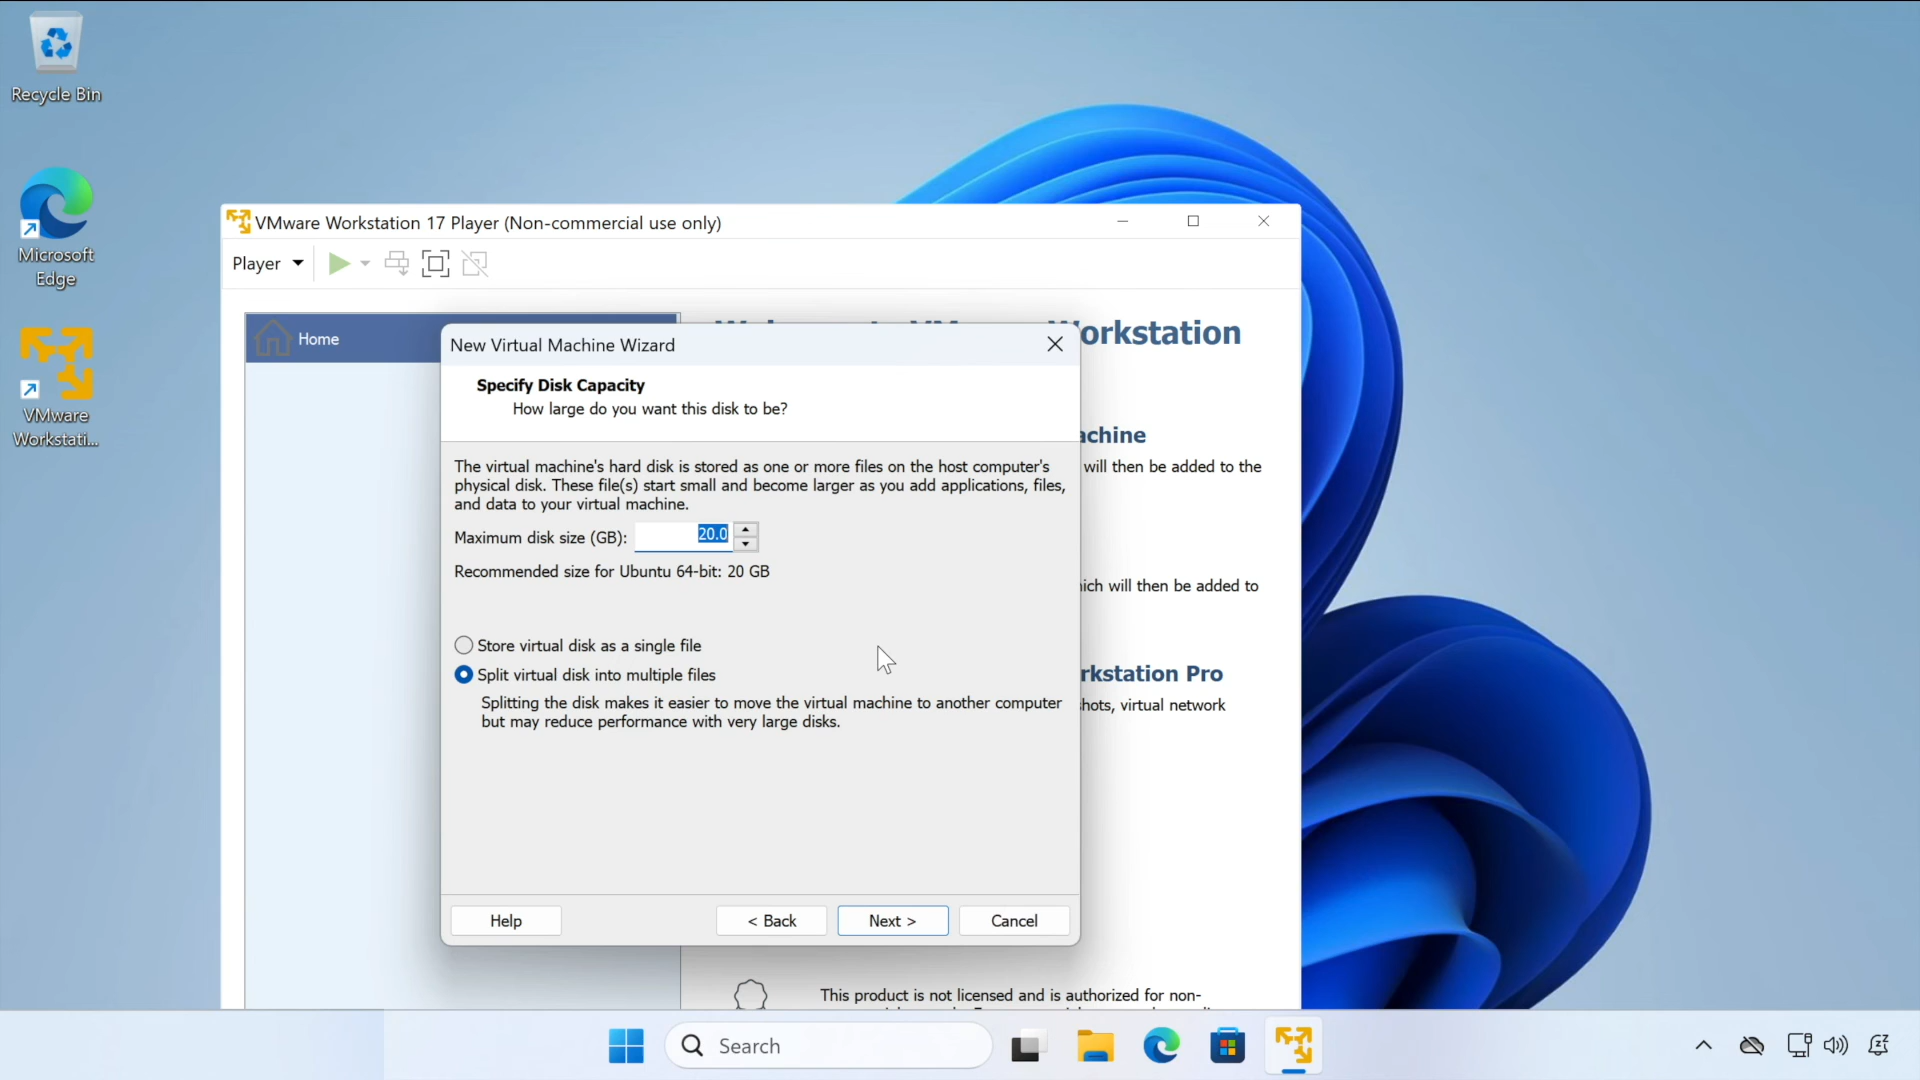 Recycle Bin
Microsoft
Edge
VMware
Workstati...
VMware Workstation 17 Player (Non-commercial use only)
Player
Home
orkstation
achine
will then be added to the
ich will then be added to
rkstation Pro
hots, virtual network
This product is not licensed and is authorized for non-
New Virtual Machine Wizard
Specify Disk Capacity
How large do you want this disk to be?
The virtual machine's hard disk is stored as one or more files on the host computer's
physical disk. These file(s) start small and become larger as you add applications, files,
and data to your virtual machine.
Maximum disk size (GB): 20.0
Recommended size for Ubuntu 64-bit: 20 GB
Store virtual disk as a single file
Split virtual disk into multiple files
Splitting the disk makes it easier to move the virtual machine to another computer
but may reduce performance with very large disks.
Help
< Back
Next >
Cancel
Search